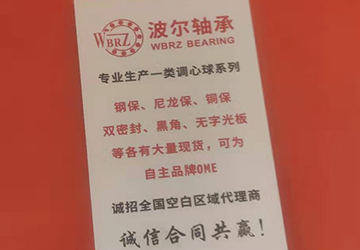 WBRZ 波尔轴承
WBRZ BEARING
专业生产一类调心球系列
钢保、尼龙保、铜保
双密封、黑角、无字光板
等各有大量现货，可为
自主品牌OME
诚招全国空白区域代理商
诚信合同共赢！